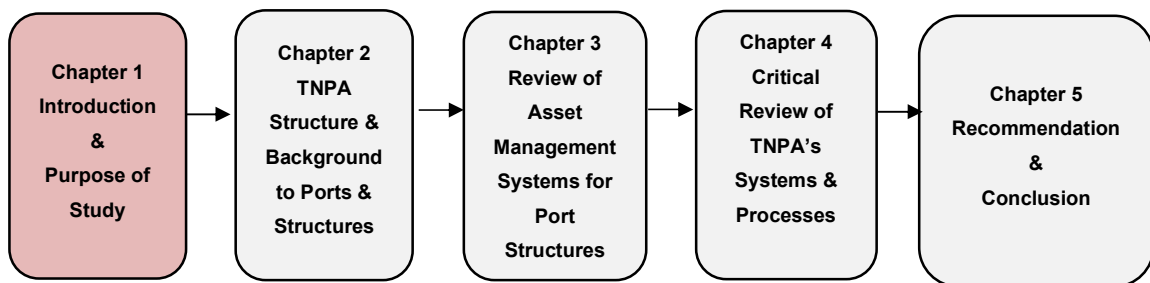 Chapter 1
Introduction
&
Purpose of
Study
Chapter 2
TNPA
Structure &
Background
to Ports &
Structures
Chapter 3
Review of
Asset
Management
Systems for
Port
Structures
Chapter 4
Critical
Review of
TNPA’s
Systems &
Processes
Chapter 5
Recommendation
&
Conclusion